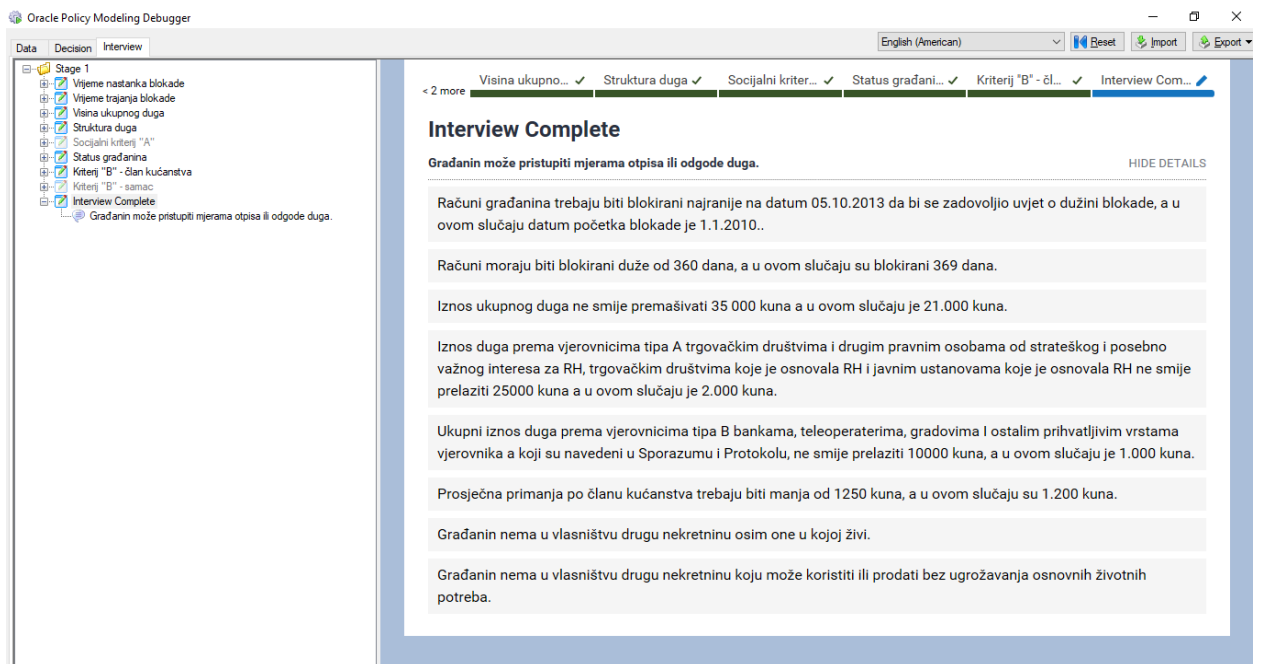 Oracle Policy Modeling Debugger
Data Decision Interview
English (American) Reset Import Export
Stage 1
Vrijeme nastanka blokade
Vrijeme trajanja blokade
Visina ukupnog duga
Struktura duga
Socijalni kriterij "A"
Status građanina
Kriterij "B" - član kućanstva
Kriterij "B" - samac
Interview Complete
Građanin može pristupiti mjerama otpisa ili odgode duga.
< 2 more Visina ukupno... Struktura duga Socijalni kriter... Status građani... Kriterij "B" - čl... Interview Com...
Interview Complete
Građanin može pristupiti mjerama otpisa ili odgode duga. HIDE DETAILS
Računi građanina trebaju biti blokirani najranije na datum 05.10.2013 da bi se zadovoljio uvjet o dužini blokade, a u
ovom slučaju datum početka blokade je 1.1.2010..
Računi moraju biti blokirani duže od 360 dana, a u ovom slučaju su blokirani 369 dana.
Iznos ukupnog duga ne smije premašivati 35 000 kuna a u ovom slučaju je 21.000 kuna.
Iznos duga prema vjerovnicima tipa A trgovačkim društvima i drugim pravnim osobama od strateškog i posebno
važnog interesa za RH, trgovačkim društvima koje je osnovala RH i javnim ustanovama koje je osnovala RH ne smije
prelaziti 25000 kuna a u ovom slučaju je 2.000 kuna.
Ukupni iznos duga prema vjerovnicima tipa B bankama, teleoperaterima, gradovima I ostalim prihvatljivim vrstama
vjerovnika a koji su navedeni u Sporazumu i Protokolu, ne smije prelaziti 10000 kuna, a u ovom slučaju je 1.000 kuna.
Prosječna primanja po članu kućanstva trebaju biti manja od 1250 kuna, a u ovom slučaju su 1.200 kuna.
Građanin nema u vlasništvu drugu nekretninu osim one u kojoj živi.
Građanin nema u vlasništvu drugu nekretninu koju može koristiti ili prodati bez ugrožavanja osnovnih životnih
potreba.